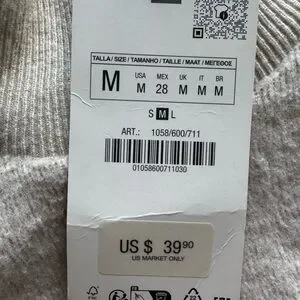 TALLA / SIZE / TAMANHO / TAILLE / MAAT / ΜΕΓΕΘΟΣ
M USA MEX UK IT BR
M 28 M M M
S M L
ART.: 1058/600/711
01058600711030
US $ 39.90
US MARKET ONLY